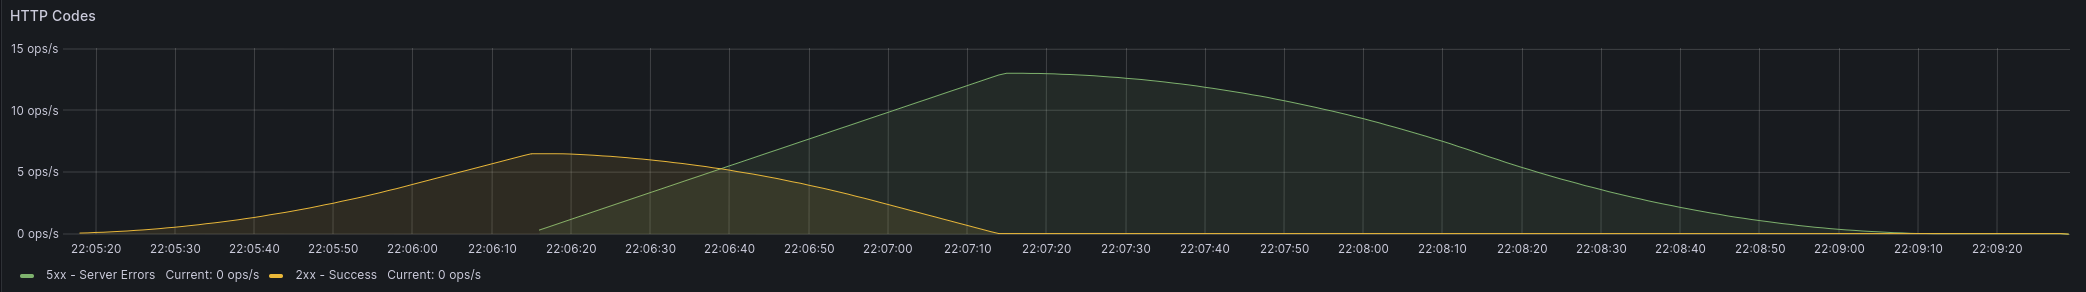 HTTP Codes
15 ops/s
10 ops/s
5 ops/s
0 ops/s
22:05:20 22:05:30 22:05:40 22:05:50 22:06:00 22:06:10 22:06:20 22:06:30 22:06:40 22:06:50 22:07:00 22:07:10 22:07:20 22:07:30 22:07:40 22:07:50 22:08:00 22:08:10 22:08:20 22:08:30 22:08:40 22:08:50 22:09:00 22:09:10 22:09:20
5xx - Server Errors Current: 0 ops/s 2xx - Success Current: 0 ops/s